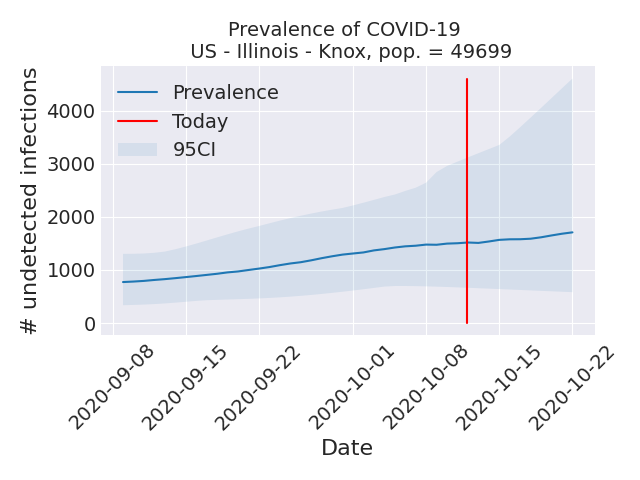 Prevalence of COVID-19
US - Illinois - Knox, pop. = 49699
# undetected infections
4000
3000
2000
1000
0
Prevalence
Today
95CI
2020-09-08
2020-09-15
2020-09-22
2020-10-01
2020-10-08
2020-10-15
2020-10-22
Date